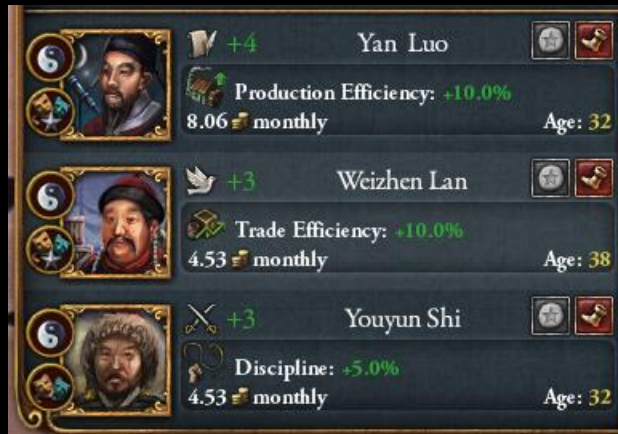 +4 Yan Luo
Production Efficiency: +10.0%
8.06 monthly Age: 32
+3 Weizhen Lan
Trade Efficiency: +10.0%
4.53 monthly Age: 38
+3 Youyun Shi
Discipline: +5.0%
4.53 monthly Age: 32